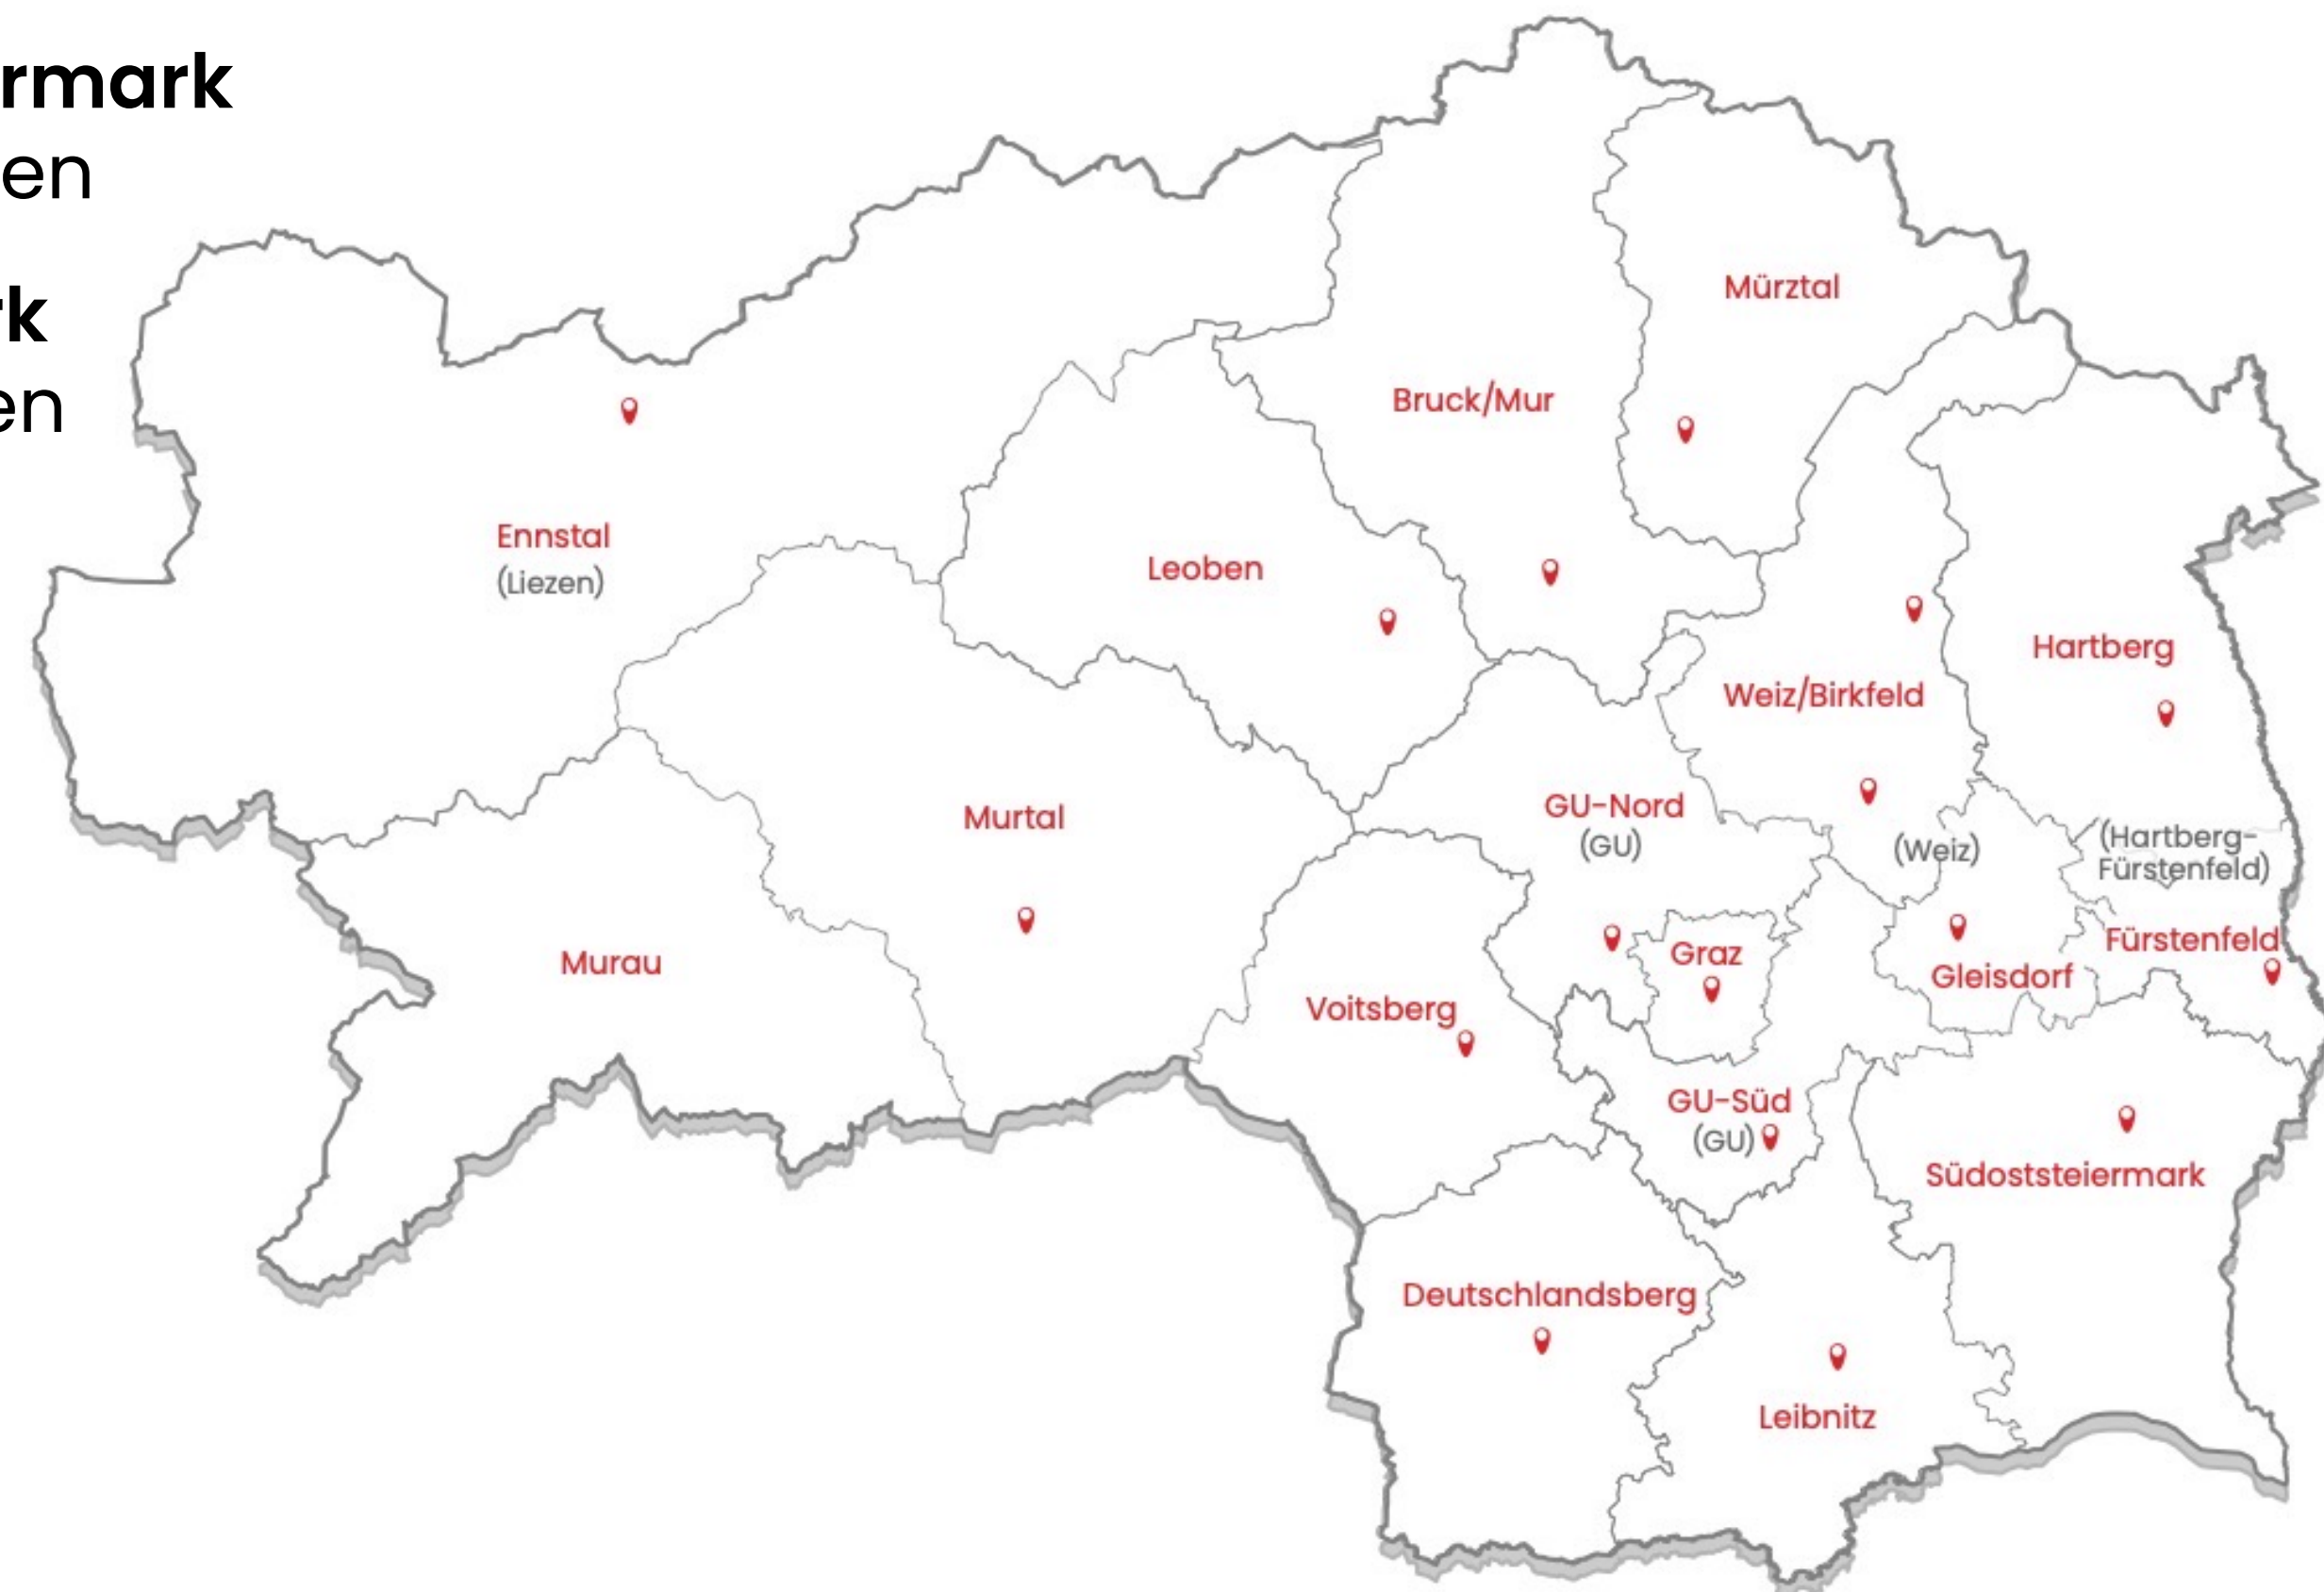 rmark
en
rk
en
Mürztal
Bruck/Mur
Ennstal
(Liezen)
Leoben
Hartberg
Weiz/Birkfeld
GU-Nord
(GU)
Murtal
(Weiz)
(Hartberg-
Fürstenfeld)
Murau
Graz
Fürstenfeld
Gleisdorf
Voitsberg
GU-Süd
(GU)
Südoststeiermark
Deutschlandsberg
Leibnitz